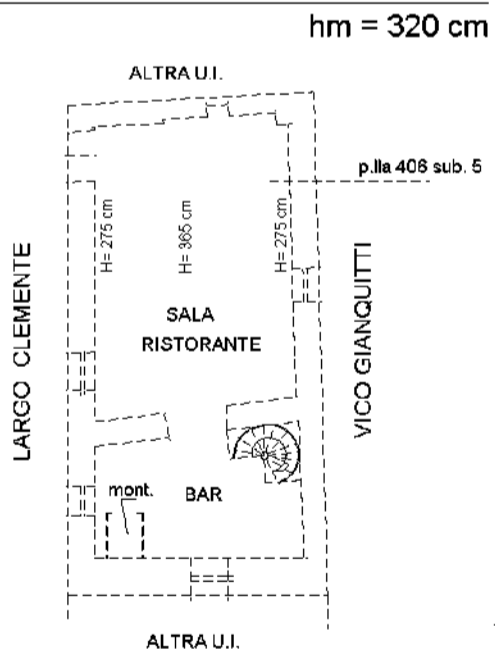 hm = 320 cm
ALTRA U.I.
p.lla 406 sub. 5
H= 275 cm
H= 365 cm
H= 275 cm
LARGO CLEMENTE
VICO GIANQUITTI
SALA
RISTORANTE
mont.
BAR
ALTRA U.I.